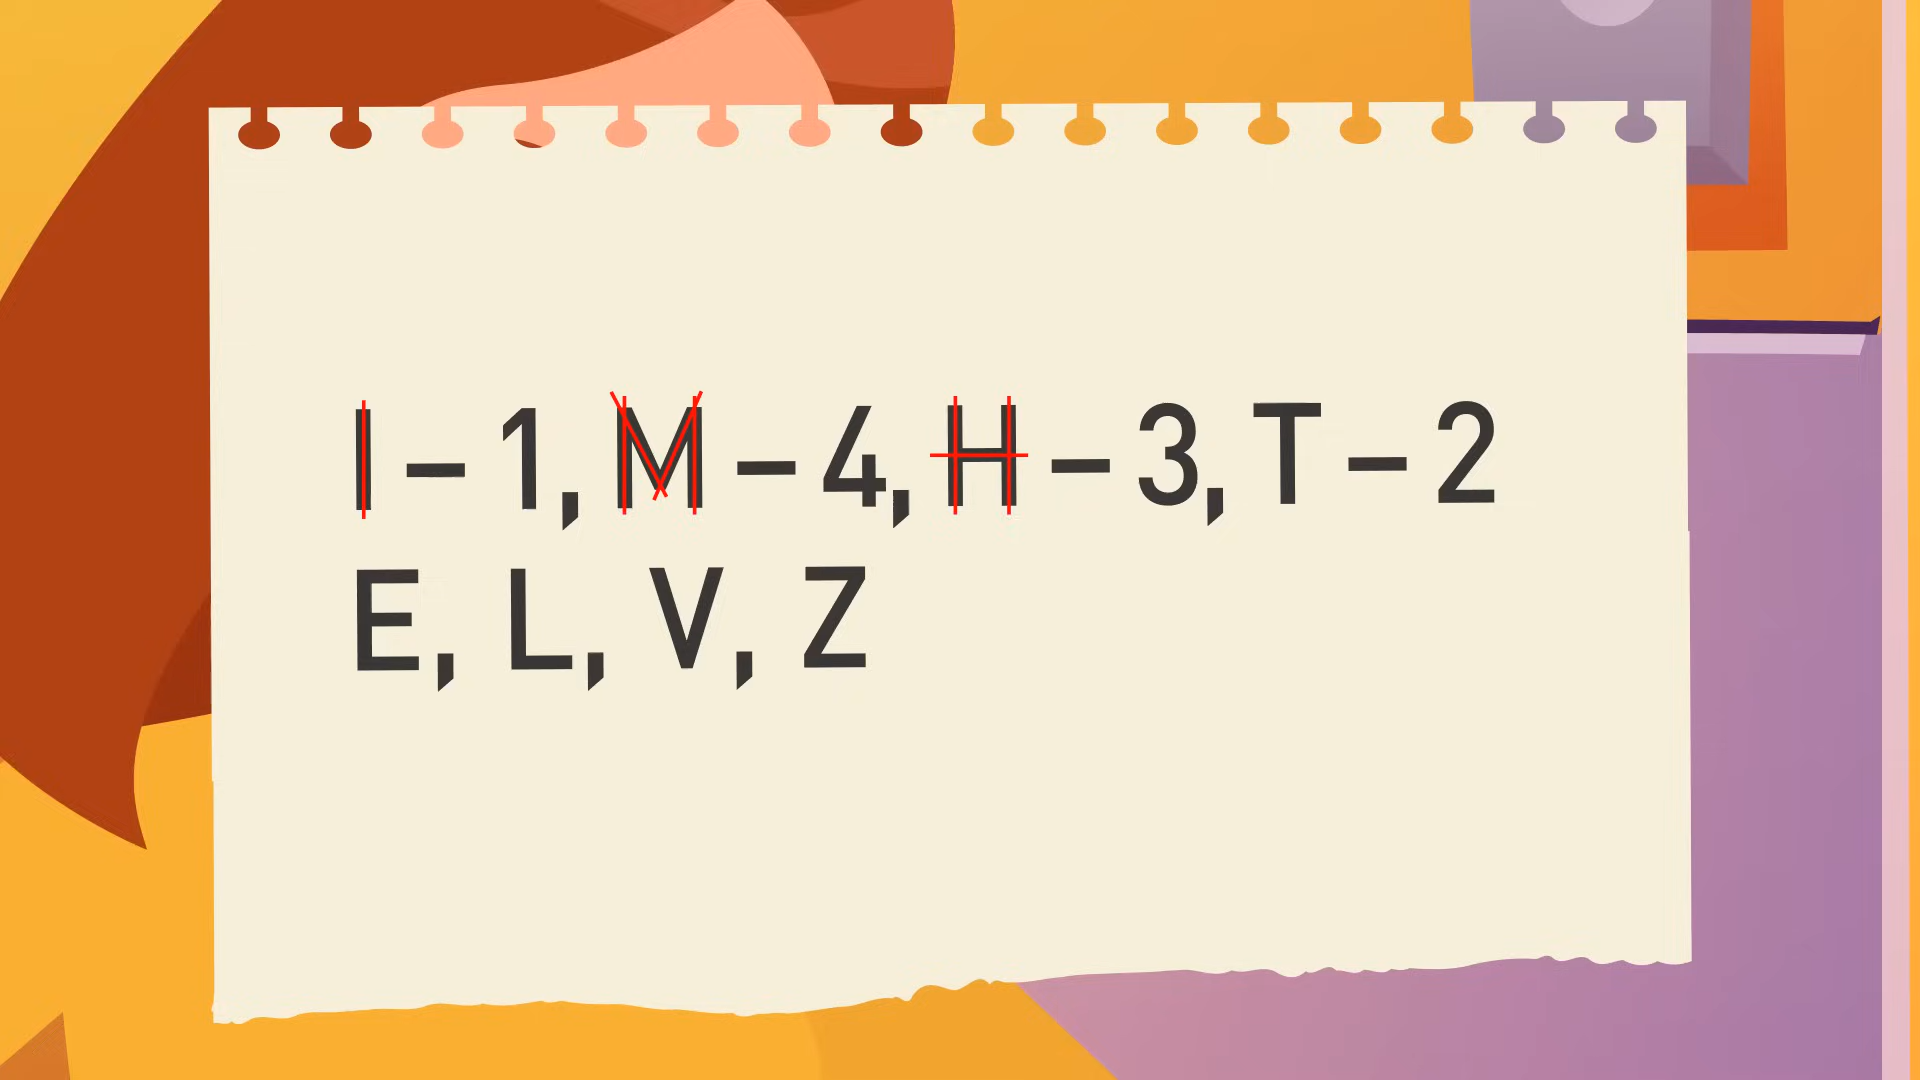 I – 1, M – 4, H – 3, T – 2
E, L, V, Z